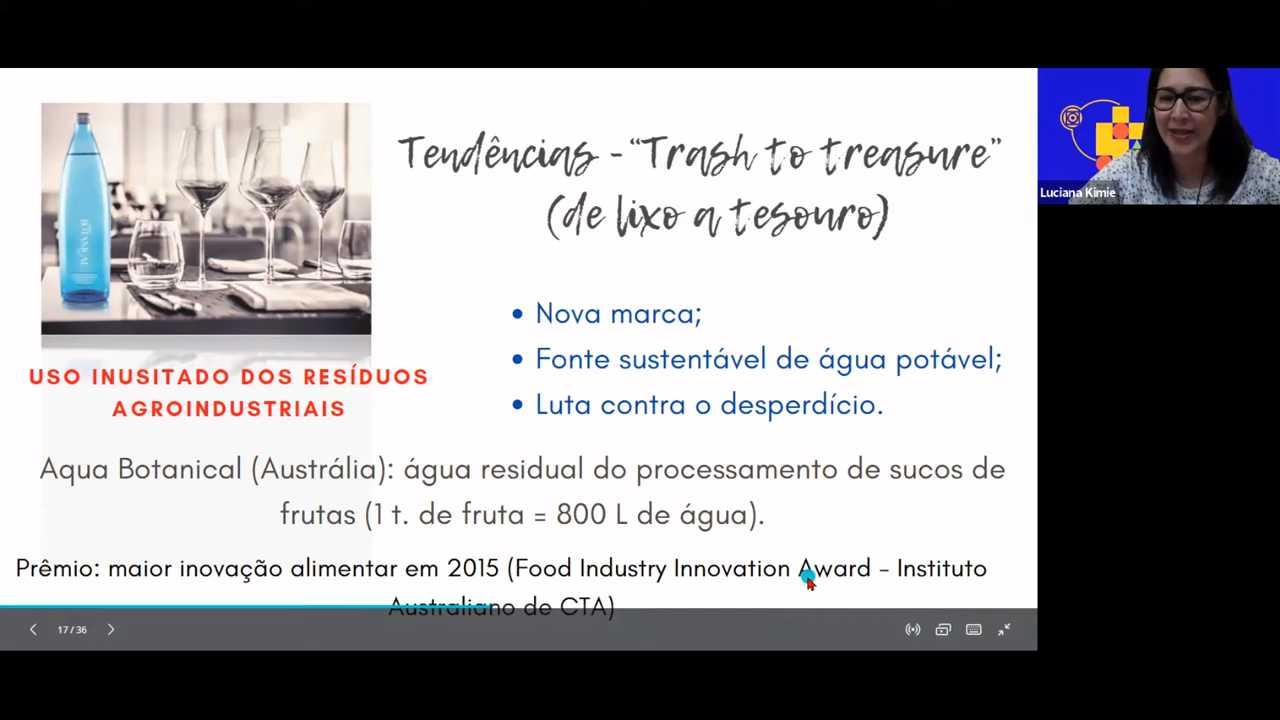 Tendências - "Trash to treasure"
(de lixo a tesouro)
Luciana Kimie
• Nova marca;
• Fonte sustentável de água potável;
• Luta contra o desperdício.
USO INUSITADO DOS RESÍDUOS
AGROINDUSTRIAIS
Aqua Botanical (Austrália): água residual do processamento de sucos de
frutas (1 t. de fruta = 800 L de água).
Prêmio: maior inovação alimentar em 2015 (Food Industry Innovation Award - Instituto
Australiano de CTA)
17 / 36